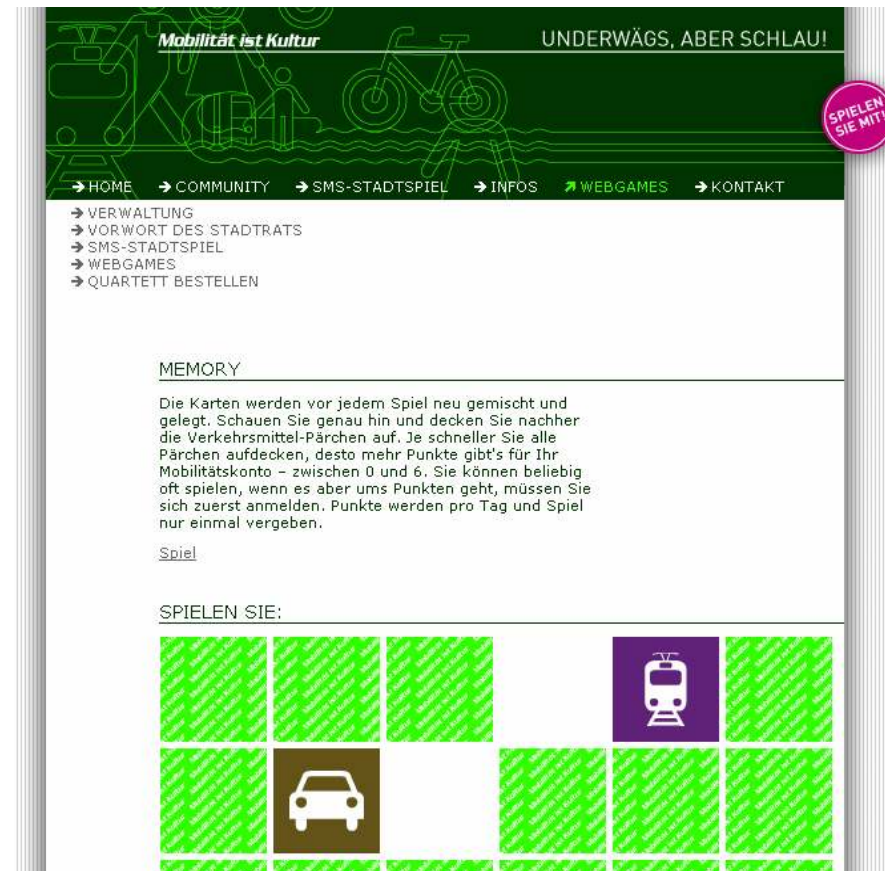 Mobilität ist Kultur
UNDERWÄGS, ABER SCHLAU!
SPIELEN
SIE MIT!
HOME COMMUNITY SMS-STADTSPIEL INFOS WEBGAMES KONTAKT
VERWALTUNG
VORWORT DES STADTRATS
SMS-STADTSPIEL
WEBGAMES
QUARTETT BESTELLEN
MEMORY
Die Karten werden vor jedem Spiel neu gemischt und
gelegt. Schauen Sie genau hin und decken Sie nachher
die Verkehrsmittel-Pärchen auf. Je schneller Sie alle
Pärchen aufdecken, desto mehr Punkte gibt's für Ihr
Mobilitätskonto – zwischen 0 und 6. Sie können beliebig
oft spielen, wenn es aber ums Punkten geht, müssen Sie
sich zuerst anmelden. Punkte werden pro Tag und Spiel
nur einmal vergeben.
Spiel
SPIELEN SIE: